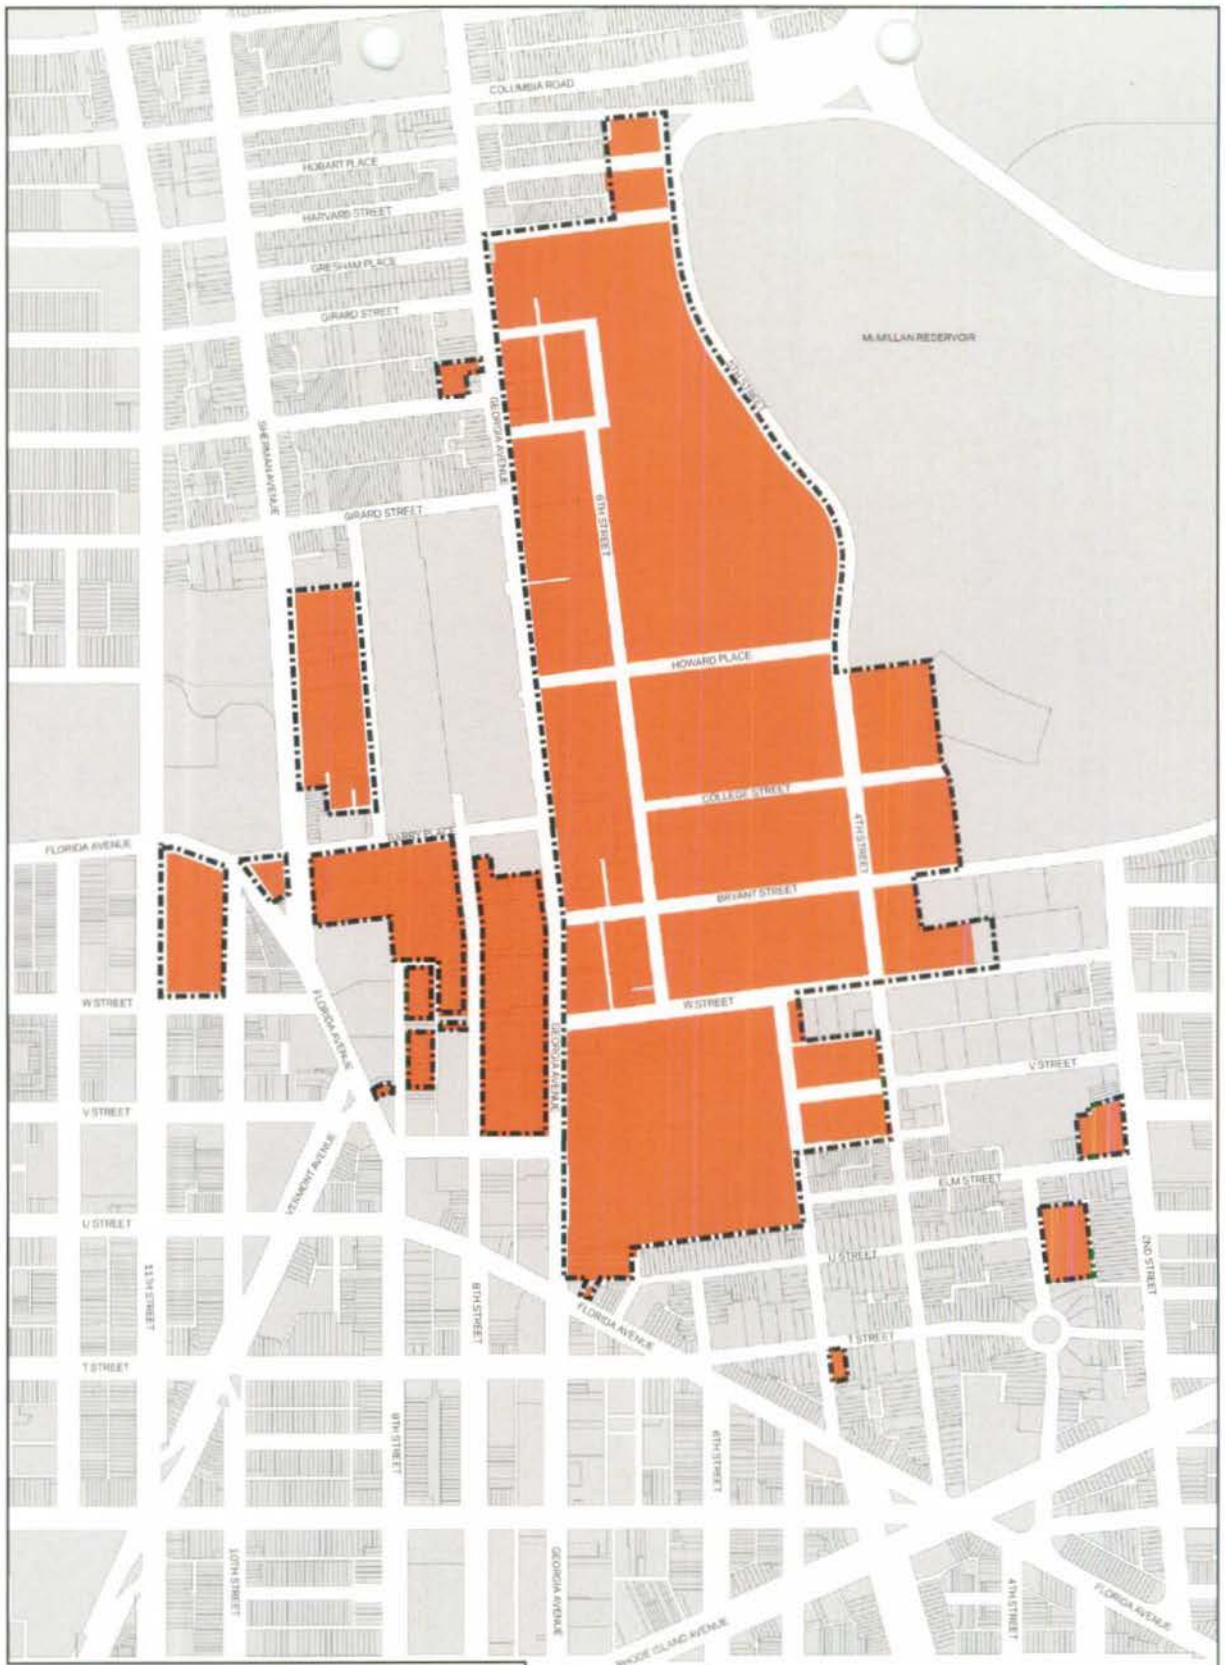 COLUMBIA ROAD
HOBART PLACE
HARVARD STREET
GRESHAM PLACE
GIRARD STREET
McMILLAN RESERVOIR
GEORGIA AVENUE
SHERMAN AVENUE
GIRARD STREET
6TH STREET
HOWARD PLACE
COLLEGE STREET
4TH STREET
BARRY PLACE
FLORIDA AVENUE
BRYANT STREET
W STREET
W STREET
FLORIDA AVENUE
GEORGIA AVENUE
V STREET
V STREET
VERMONT AVENUE
ELM STREET
U STREET
U STREET
2ND STREET
11TH STREET
8TH STREET
FLORIDA AVENUE
T STREET
T STREET
9TH STREET
6TH STREET
10TH STREET
GEORGIA AVENUE
4TH STREET
FLORIDA AVENUE
RHODE ISLAND AVENUE